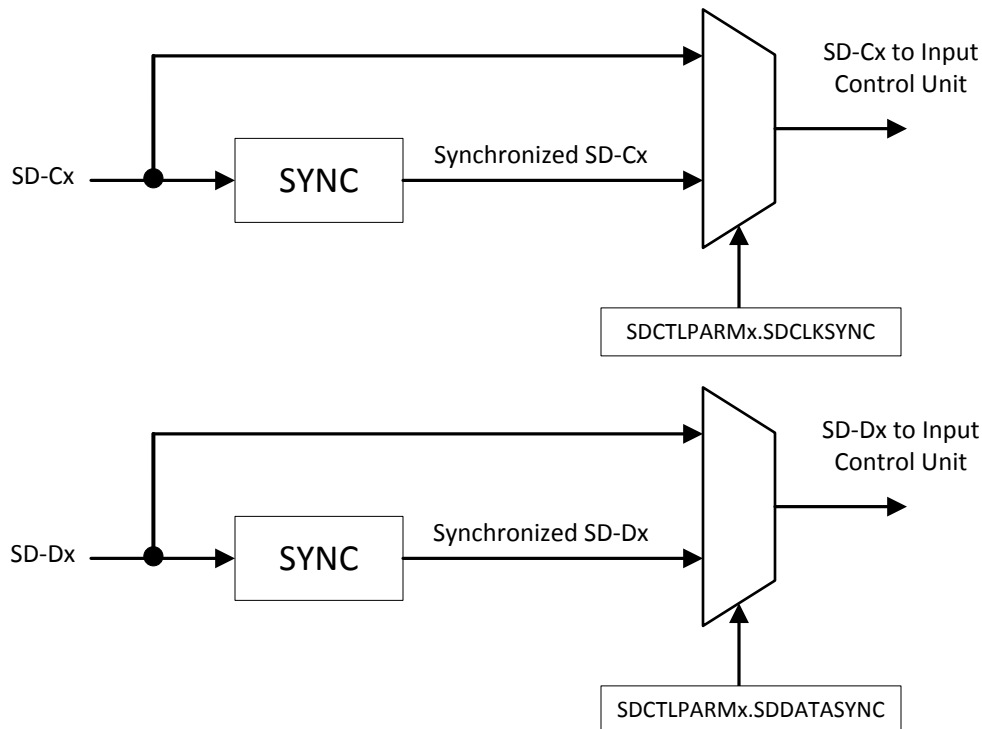 SD-Cx to Input
Control Unit
SD-Cx
SYNC
Synchronized SD-Cx
SDCTLPARMx.SDCLKSYNC
SD-Dx to Input
Control Unit
SD-Dx
SYNC
Synchronized SD-Dx
SDCTLPARMx.SDDATASYNC